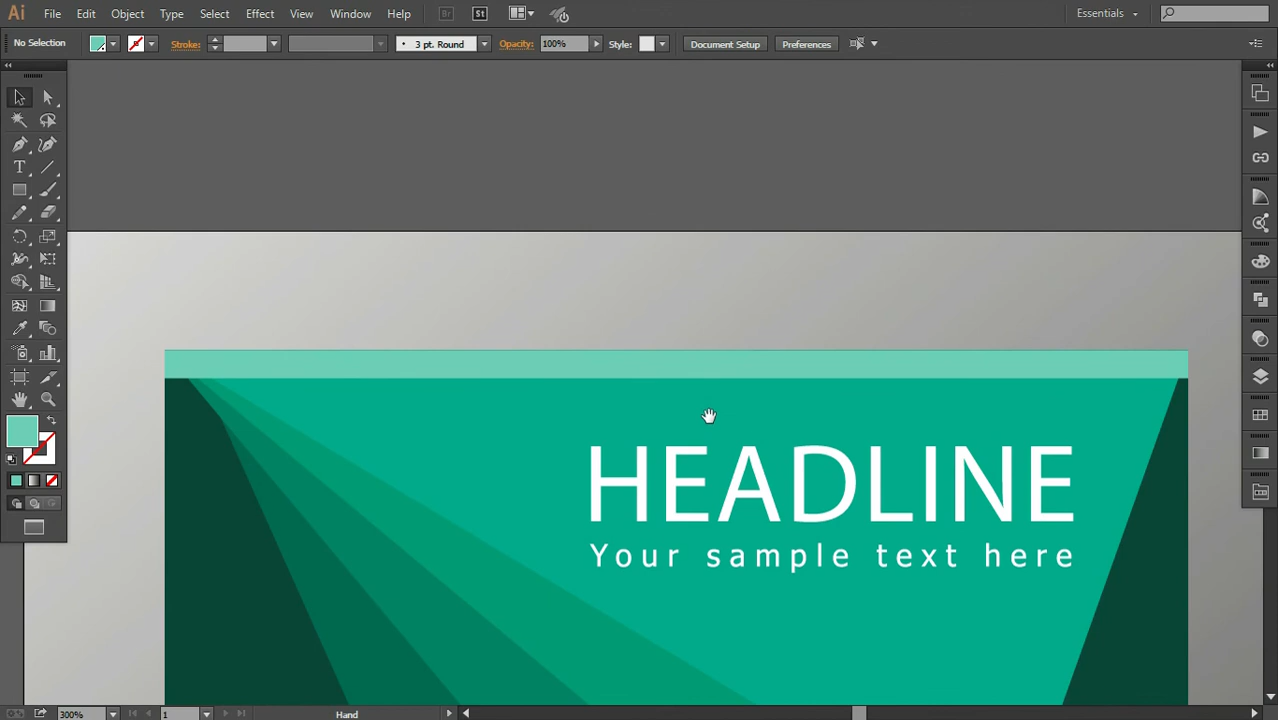 Ai File Edit Object Type Select Effect View Window Help Br St Essentials
No Selection Stroke: 3 pt. Round Opacity: 100% Style: Document Setup Preferences
HEADLINE
Your sample text here
300% 1 Hand